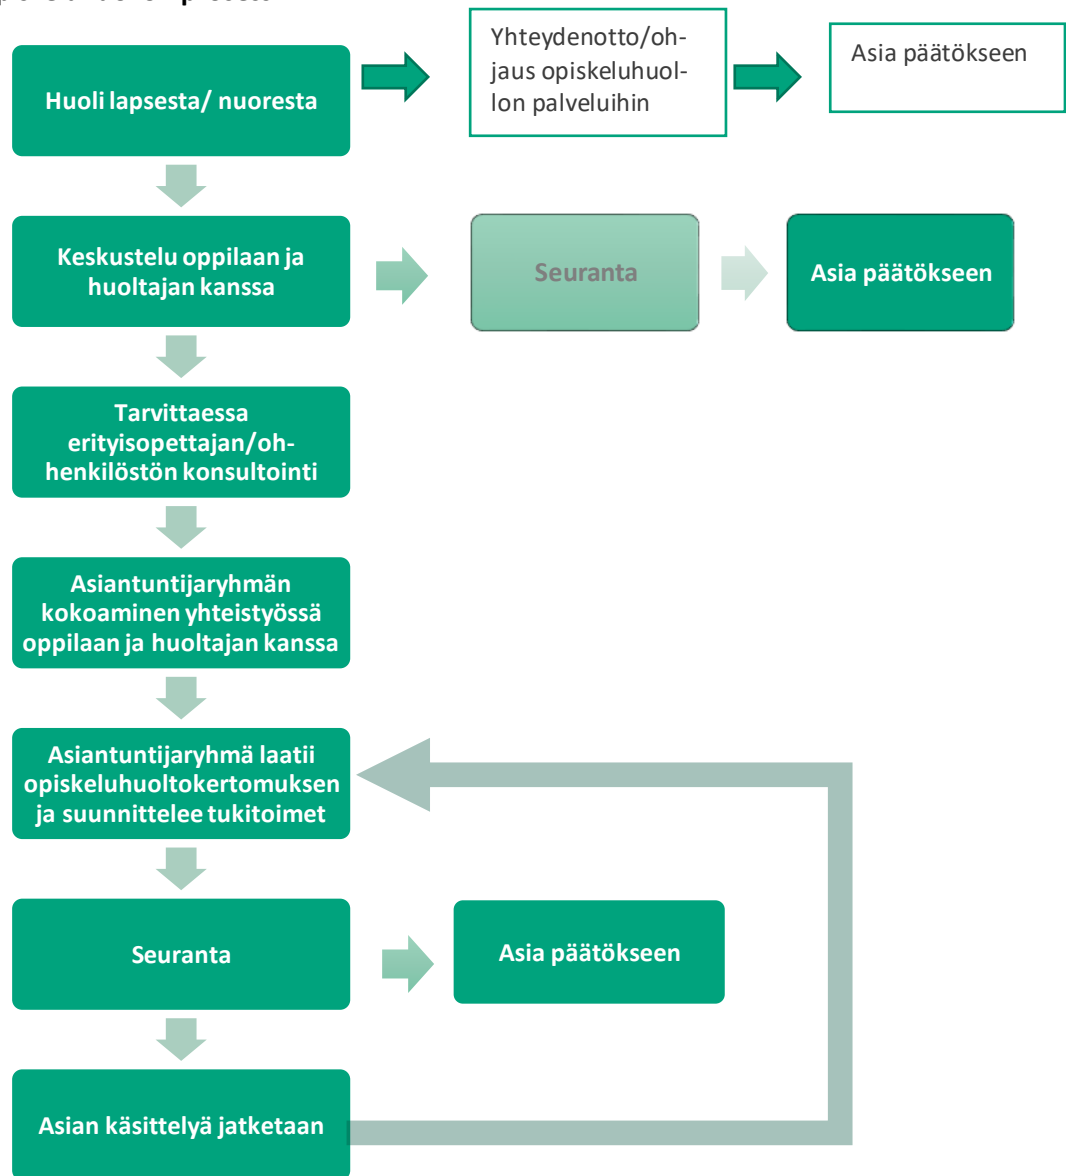 Huoli lapsesta/ nuoresta
Yhteydenotto/oh-
jaus opiskeluhuol-
lon palveluihin
Asia päätökseen
Keskustelu oppilaan ja
huoltajan kanssa
Seuranta
Asia päätökseen
Tarvittaessa
erityisopettajan/oh-
henkilöstön konsultointi
Asiantuntijaryhmän
kokoaminen yhteistyössä
oppilaan ja huoltajan kanssa
Asiantuntijaryhmä laatii
opiskeluhuoltokertomuksen
ja suunnittelee tukitoimet
Seuranta
Asia päätökseen
Asian käsittelyä jatketaan